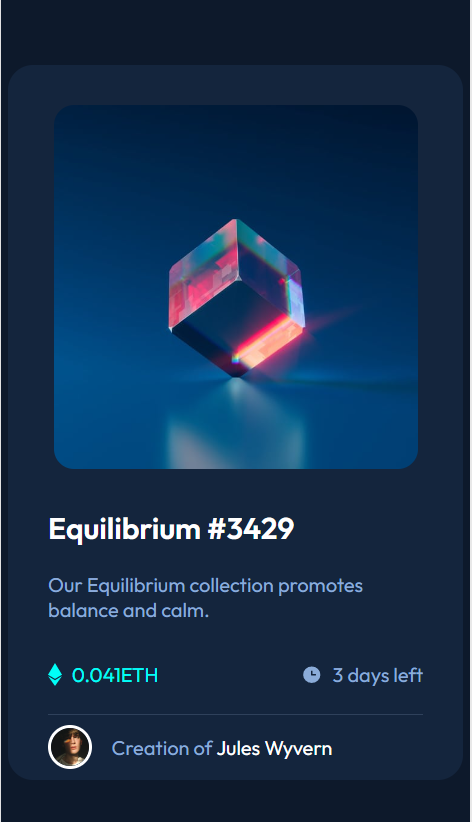 Equilibrium #3429
Our Equilibrium collection promotes
balance and calm.
0.041ETH
3 days left
Creation of Jules Wyvern